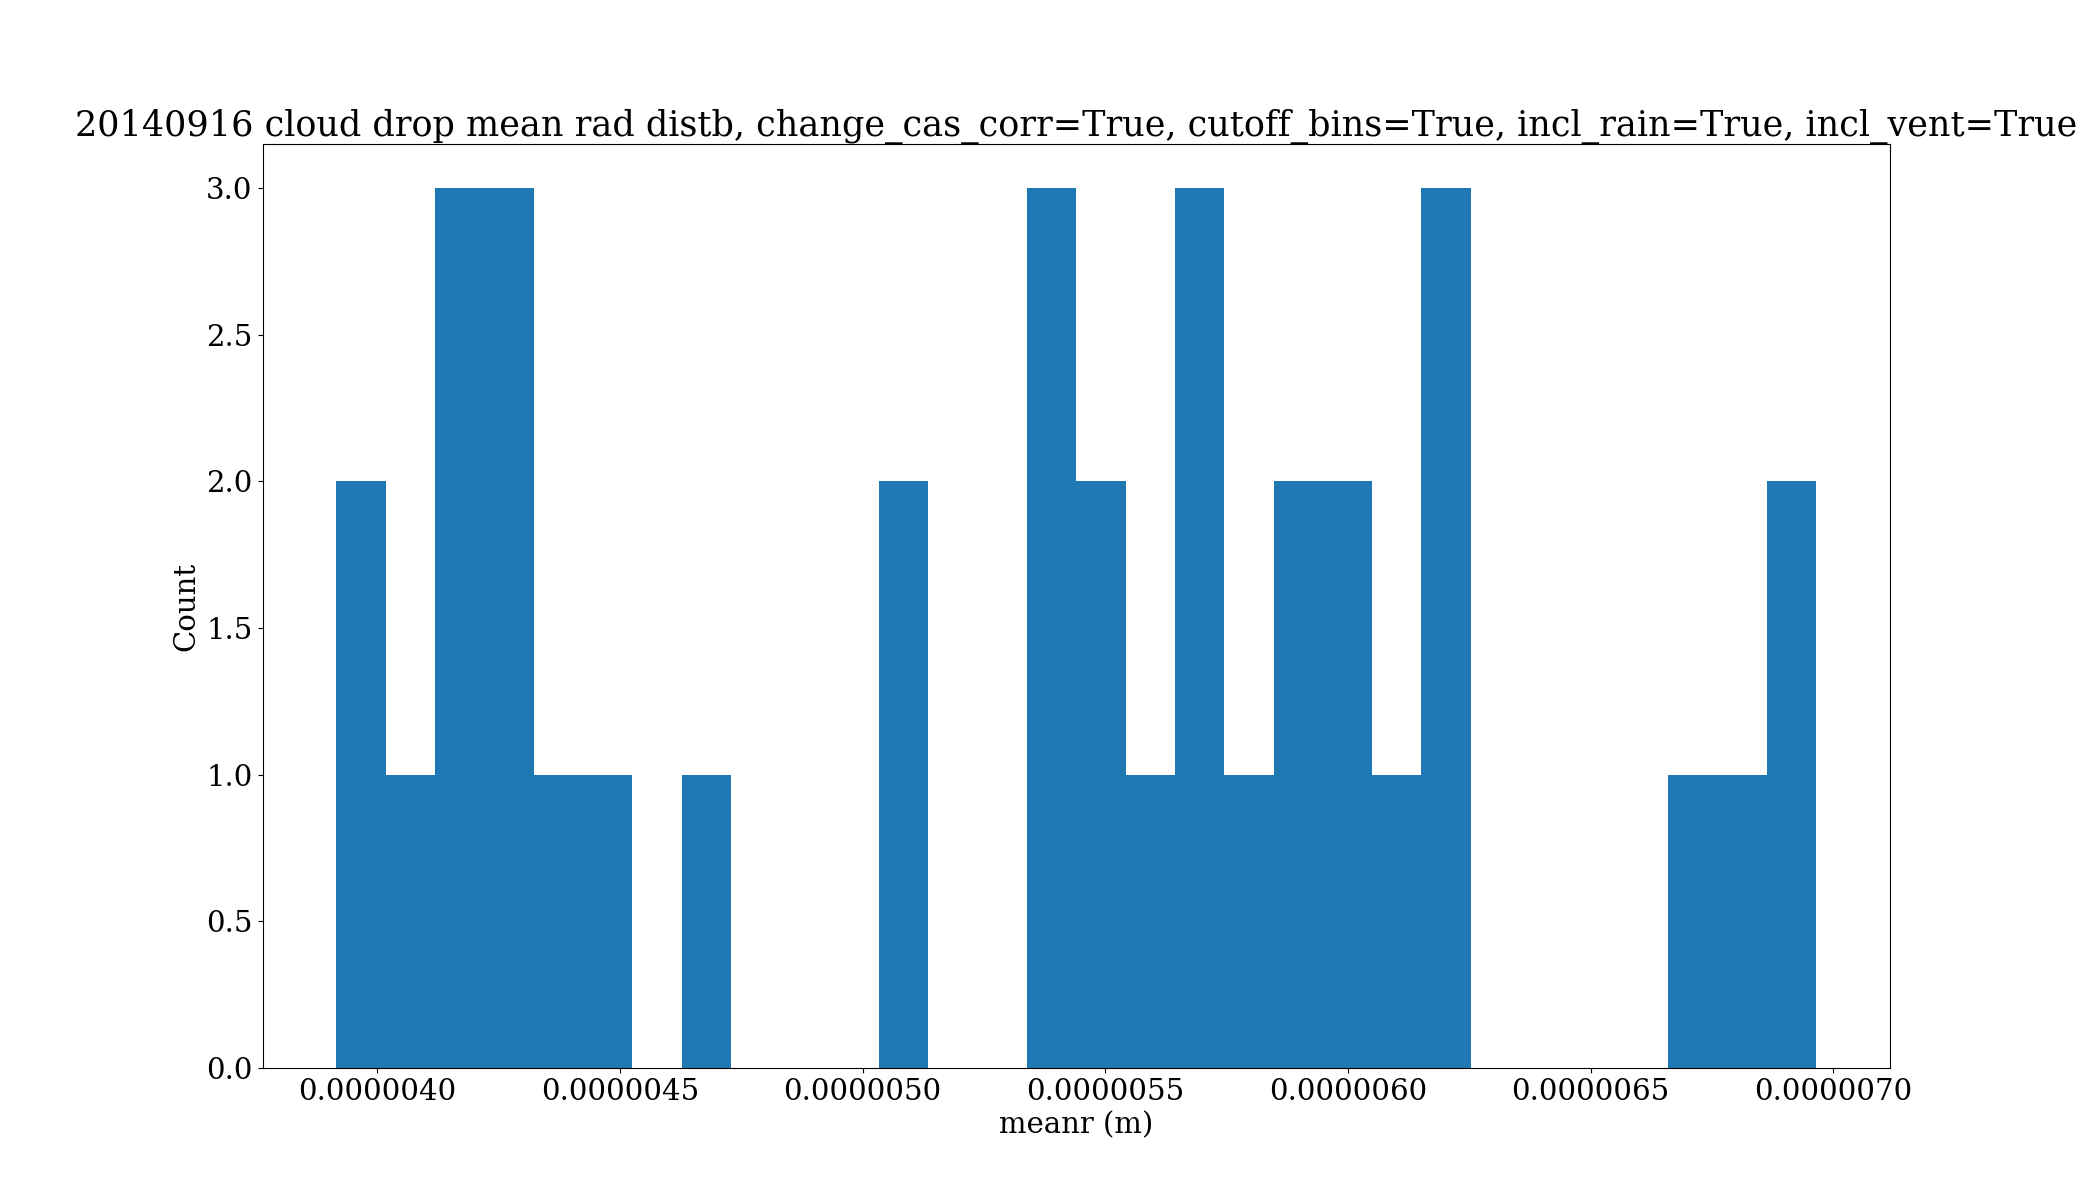 20140916 cloud drop mean rad distb, change_cas_corr=True, cutoff_bins=True, incl_rain=True, incl_vent=True
3.0
2.5
2.0
1.5
1.0
0.5
0.0
Count
0.0000040 0.0000045 0.0000050 0.0000055 0.0000060 0.0000065 0.0000070
meanr (m)